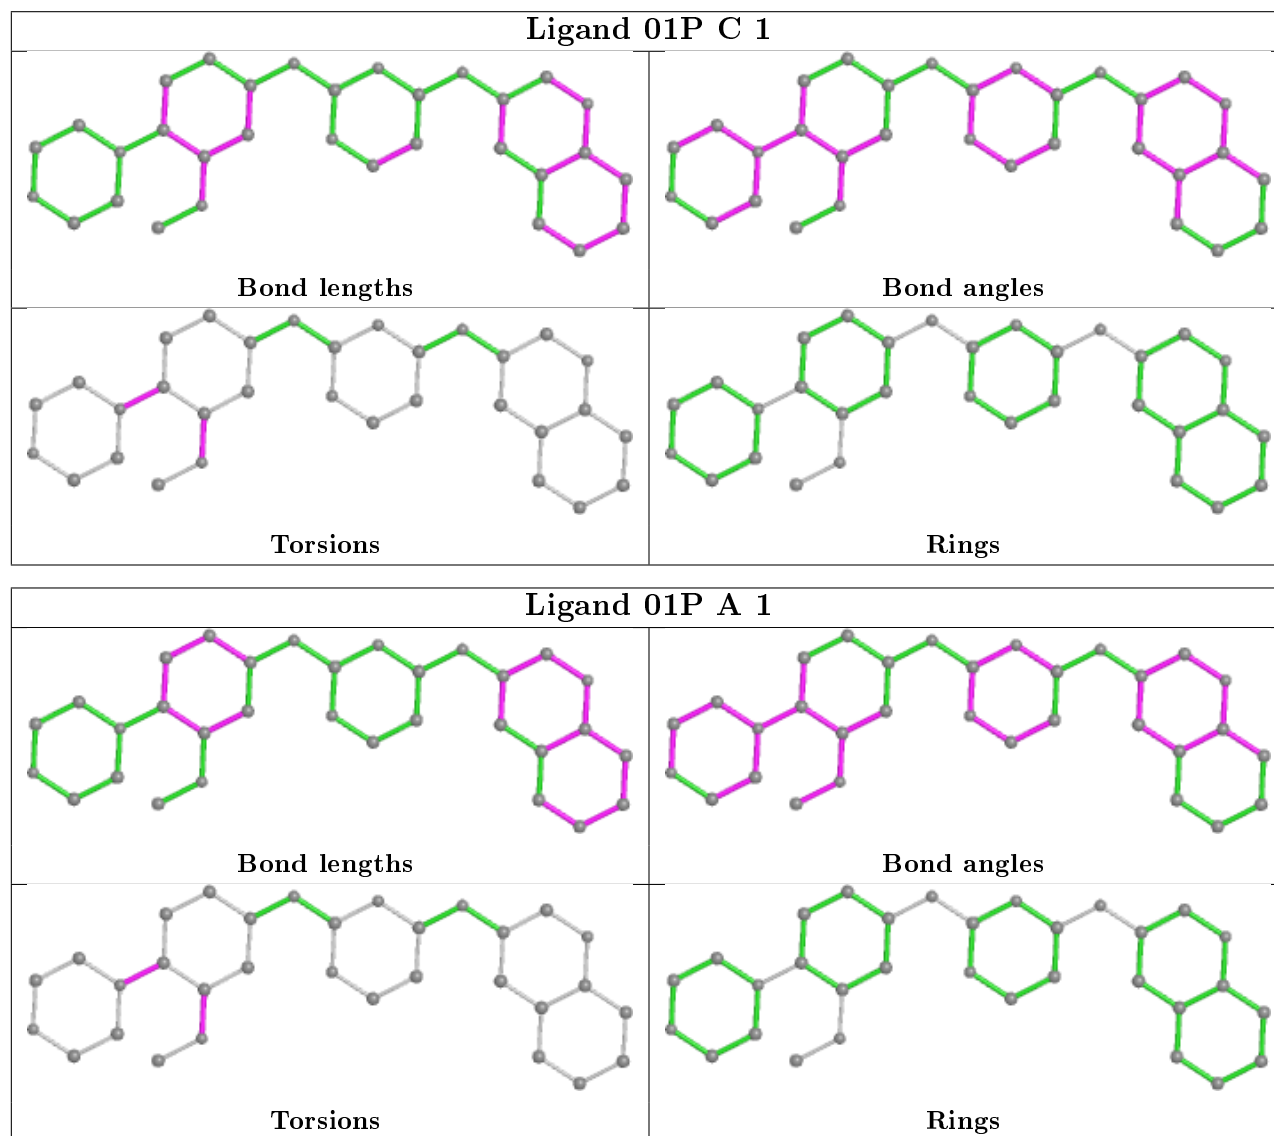 Ligand 01P C 1
Bond lengths
Bond angles
Torsions
Rings
Ligand 01P A 1
Bond lengths
Bond angles
Torsions
Rings